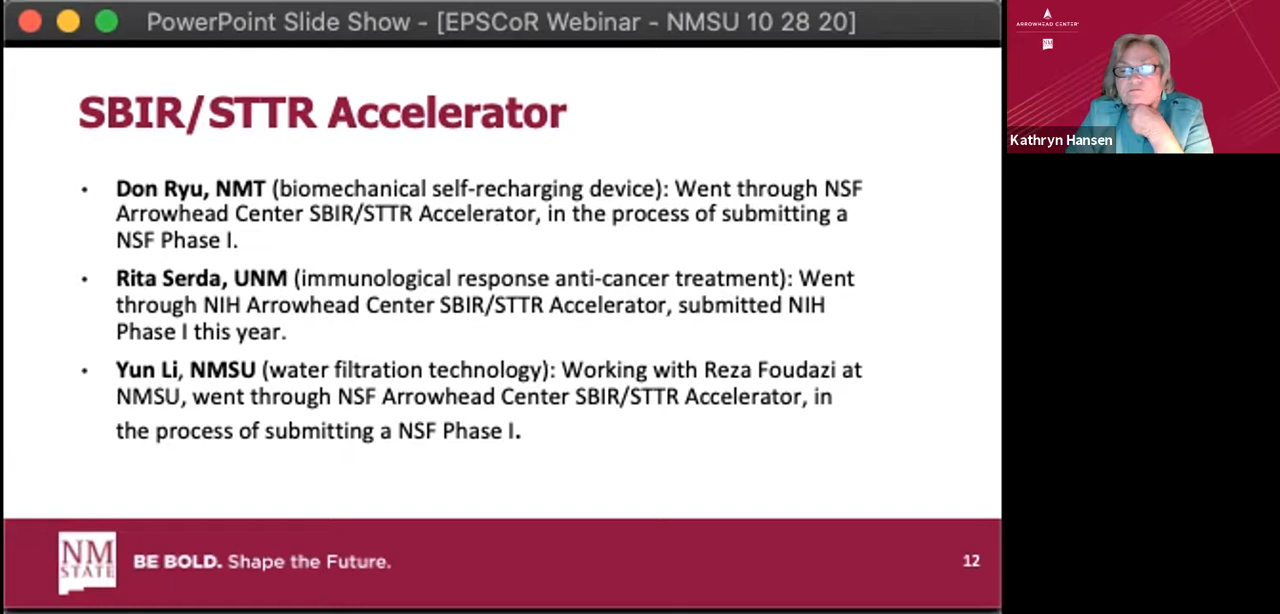 PowerPoint Slide Show - [EPSCoR Webinar - NMSU 10 28 20]
SBIR/STTR Accelerator
• Don Ryu, NMT (biomechanical self-recharging device): Went through NSF
Arrowhead Center SBIR/STTR Accelerator, in the process of submitting a
NSF Phase I.
• Rita Serda, UNM (immunological response anti-cancer treatment): Went
through NIH Arrowhead Center SBIR/STTR Accelerator, submitted NIH
Phase I this year.
• Yun Li, NMSU (water filtration technology): Working with Reza Foudazi at
NMSU, went through NSF Arrowhead Center SBIR/STTR Accelerator, in
the process of submitting a NSF Phase I.
NM
STATE
BE BOLD. Shape the Future.
12
ARROWHEAD CENTER
NM
Kathryn Hansen